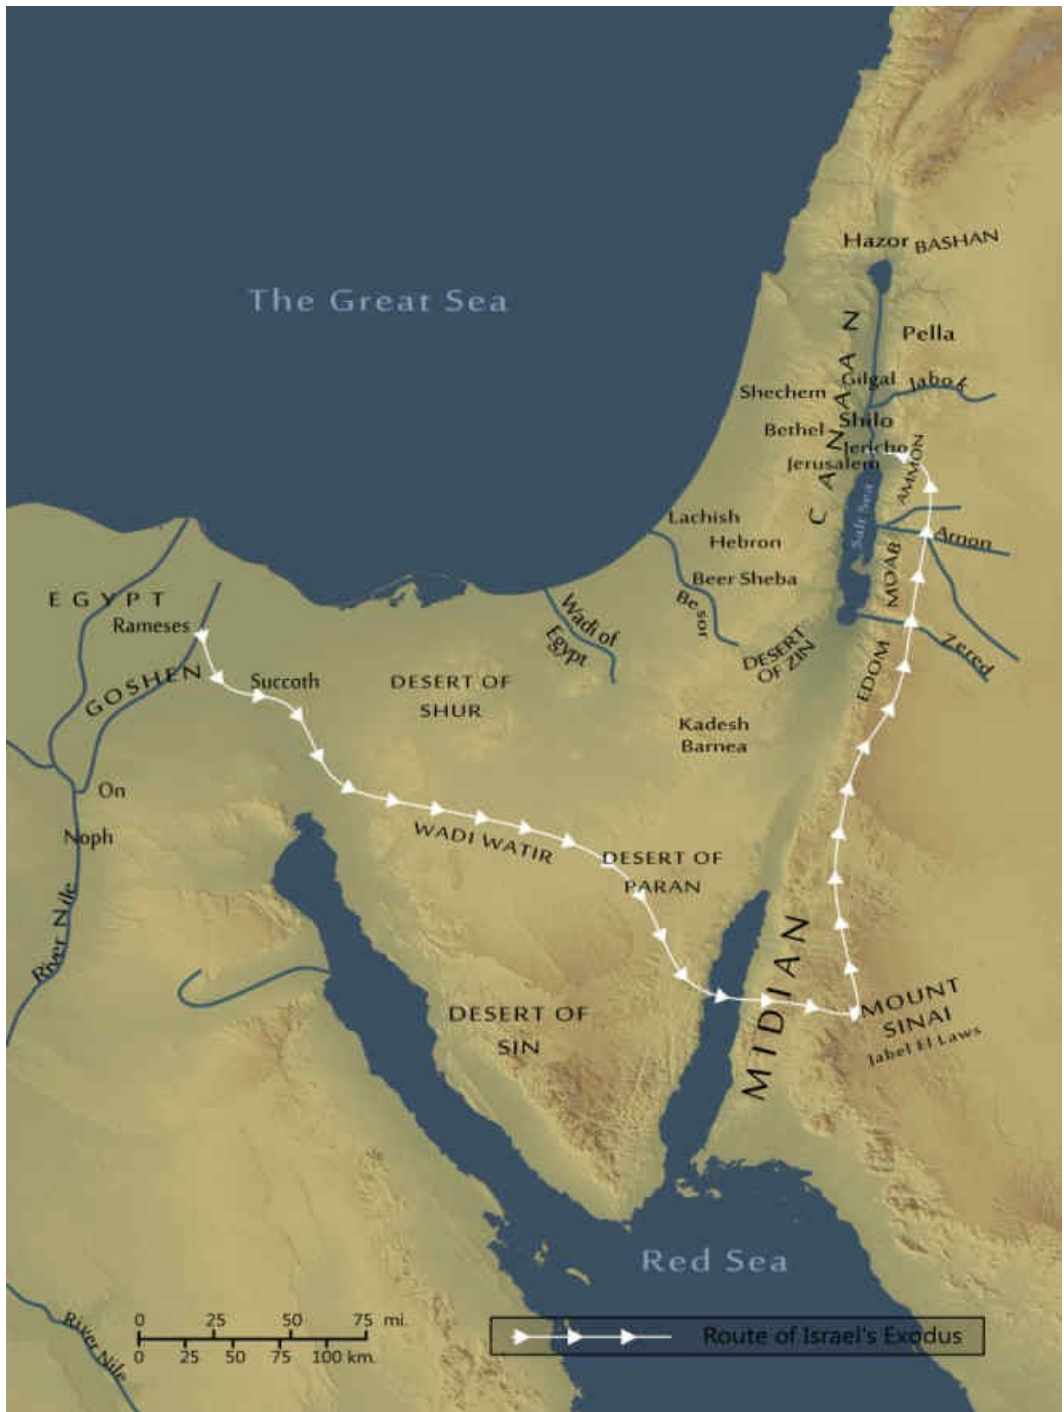 Hazor BASHAN
The Great Sea
Pella
CANAAN
Gilgal
Jabok
Shechem
Shilo
Bethel
Jericho
Jerusalem
AMMON
Salt Sea
Lachish
Hebron
Arnon
MOAB
Beer Sheba
Besor
Wadi of
Egypt
EGYPT
Rameses
DESERT
OF ZIN
Zered
EDOM
GOSHEN
Succoth
DESERT OF
SHUR
Kadesh
Barnea
On
Noph
WADI WATIR
DESERT OF
PARAN
River Nile
MIDIAN
DESERT OF
SIN
MOUNT
SINAI
Jabel El Laws
Red Sea
River Nile
0 25 50 75 mi.
0 25 50 75 100 km.
Route of Israel's Exodus